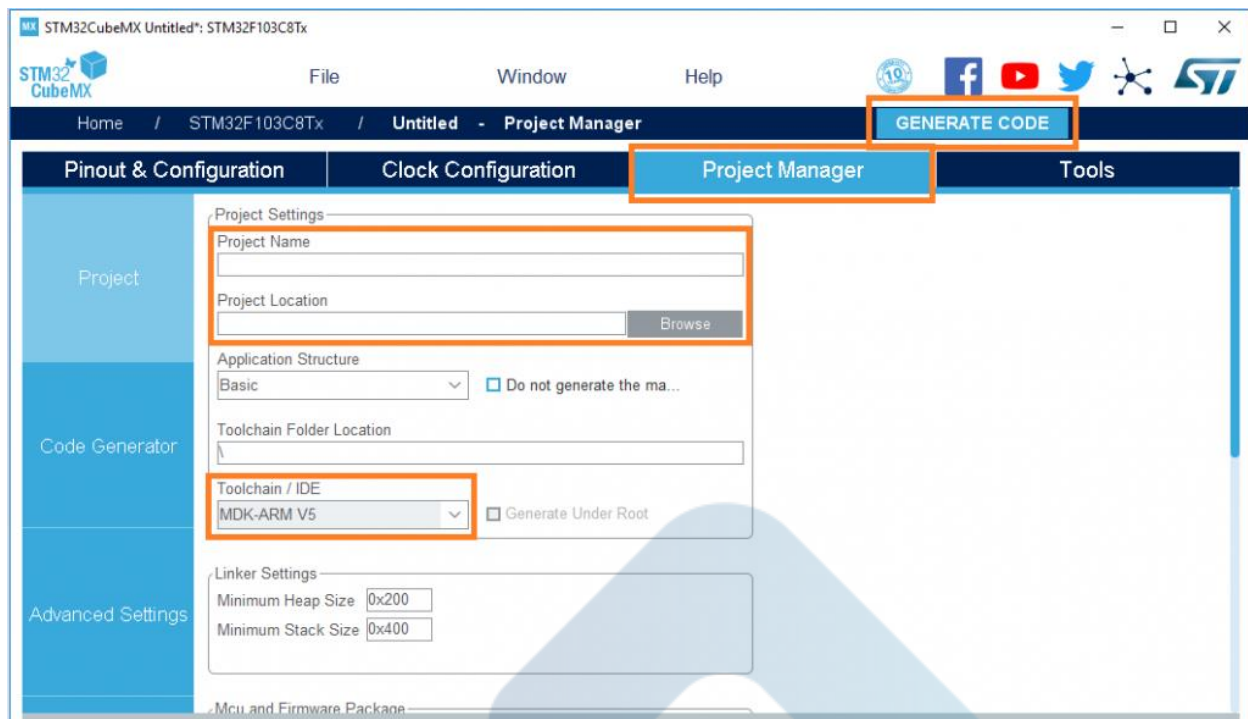 MX STM32CubeMX Untitled*: STM32F103C8Tx
STM32 CubeMX File Window Help 10 f ST
Home / STM32F103C8Tx / Untitled - Project Manager GENERATE CODE
Pinout & Configuration Clock Configuration Project Manager Tools
Project
Code Generator
Advanced Settings
Project Settings
Project Name
Project Location
Browse
Application Structure
Basic Do not generate the ma...
Toolchain Folder Location
\
Toolchain / IDE
MDK-ARM V5 Generate Under Root
Linker Settings
Minimum Heap Size 0x200
Minimum Stack Size 0x400
Mcu and Firmware Package